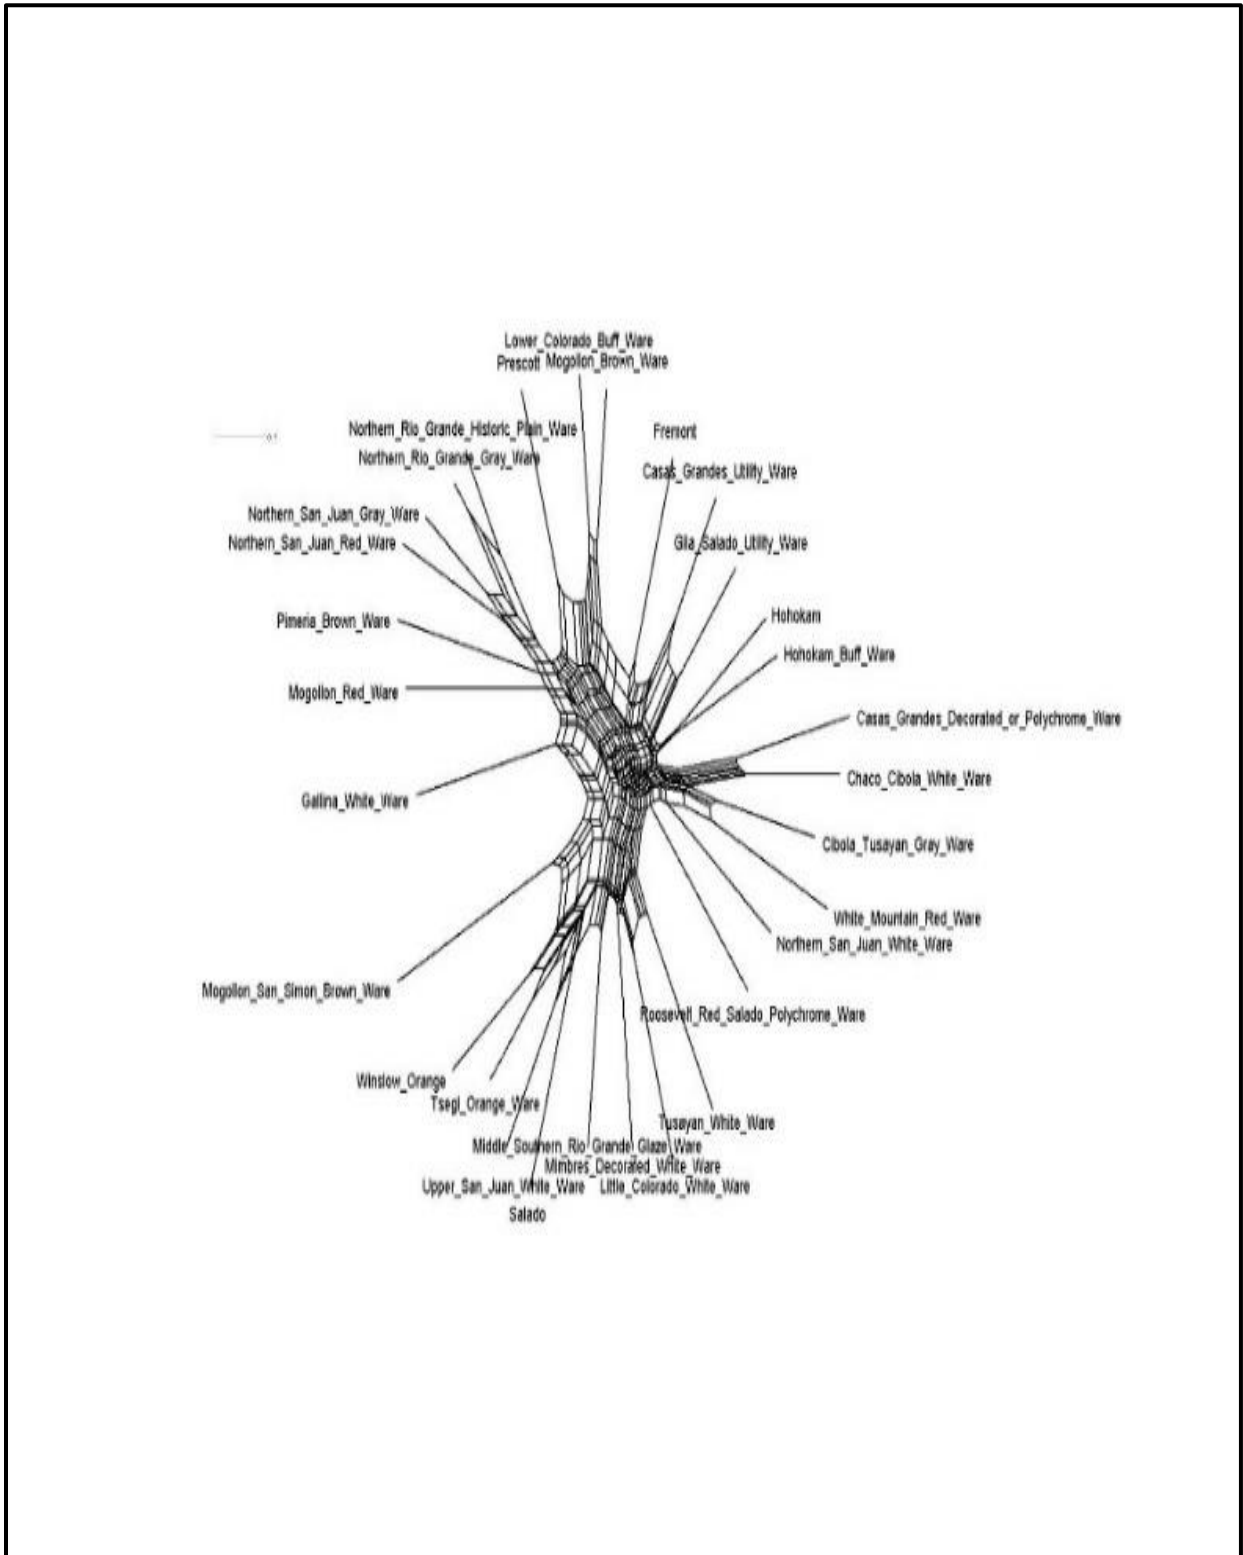 Lower_Colorado_Buff_Ware
Prescott Mogollon_Brown_Ware
Northern_Rio_Grande_Historic_Plain_Ware
Fremont
Northern_Rio_Grande_Gray_Ware
Casas_Grandes_Utility_Ware
Northern_San_Juan_Gray_Ware
Northern_San_Juan_Red_Ware
Gila_Salado_Utility_Ware
Pimeria_Brown_Ware
Hohokam
Hohokam_Buff_Ware
Mogollon_Red_Ware
Casas_Grandes_Decorated_or_Polychrome_Ware
Chaco_Cibola_White_Ware
Gallina_White_Ware
Cibola_Tusayan_Gray_Ware
White_Mountain_Red_Ware
Northern_San_Juan_White_Ware
Mogollon_San_Simon_Brown_Ware
Roosevelt_Red_Salado_Polychrome_Ware
Winslow_Orange
Tsegi_Orange_Ware
Tusayan_White_Ware
Middle_Southern_Rio_Grande_Glaze_Ware
Mimbres_Decorated_White_Ware
Upper_San_Juan_White_Ware Little_Colorado_White_Ware
Salado